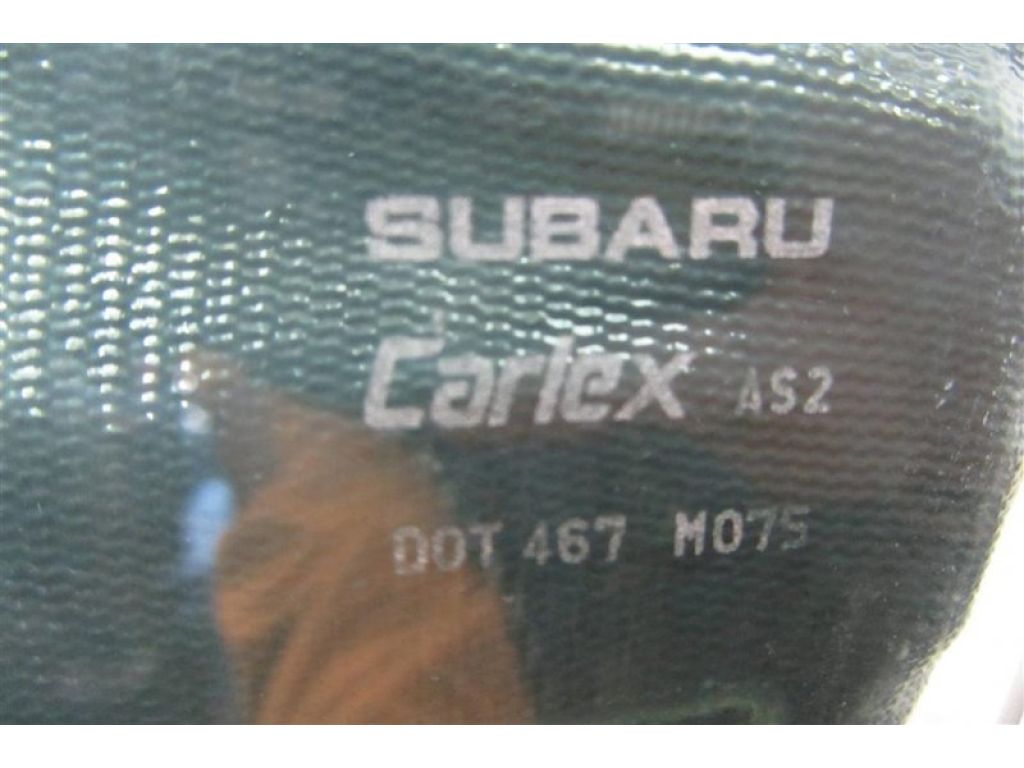 SUBARU
Carlex AS2
DOT 467 M075